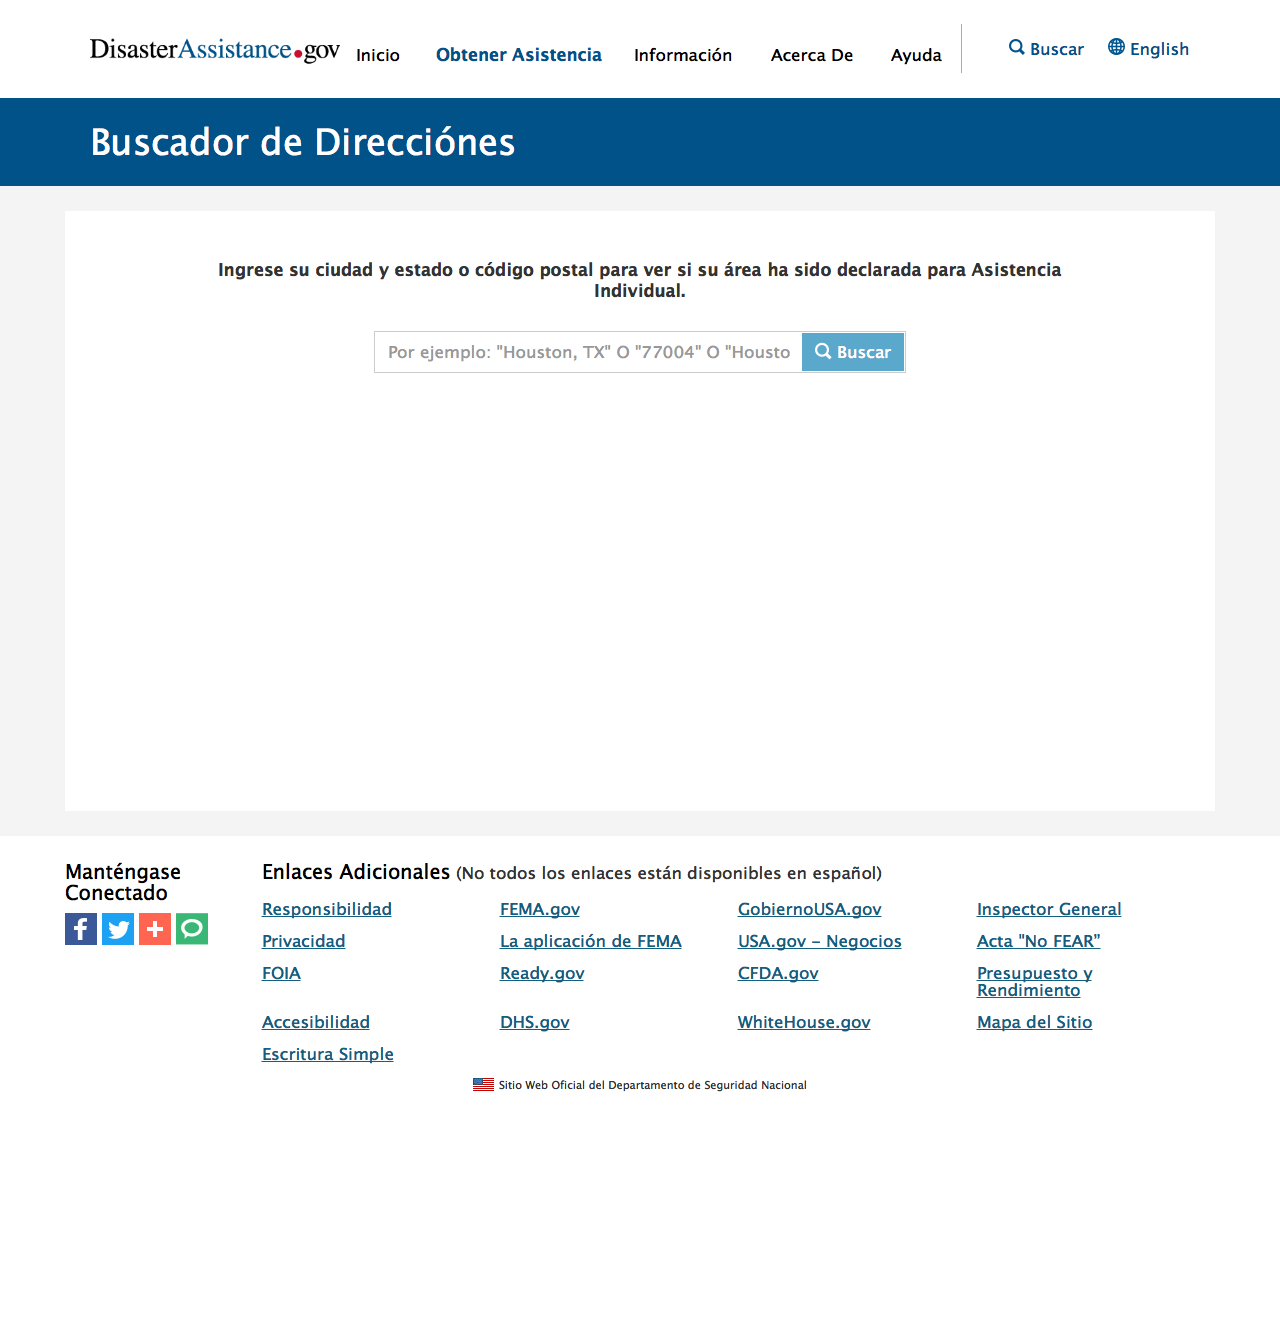 DisasterAssistance.gov
Inicio
Obtener Asistencia
Información
Acerca De
Ayuda
Buscar
English
Buscador de Direcciónes
Ingrese su ciudad y estado o código postal para ver si su área ha sido declarada para Asistencia
Individual.
Por ejemplo: "Houston, TX" O "77004" O "Housto
Buscar
Manténgase
Conectado
Enlaces Adicionales (No todos los enlaces están disponibles en español)
Responsibilidad
FEMA.gov
GobiernoUSA.gov
Inspector General
Privacidad
La aplicación de FEMA
USA.gov – Negocios
Acta "No FEAR”
FOIA
Ready.gov
CFDA.gov
Presupuesto y
Rendimiento
Accesibilidad
DHS.gov
WhiteHouse.gov
Mapa del Sitio
Escritura Simple
Sitio Web Oficial del Departamento de Seguridad Nacional